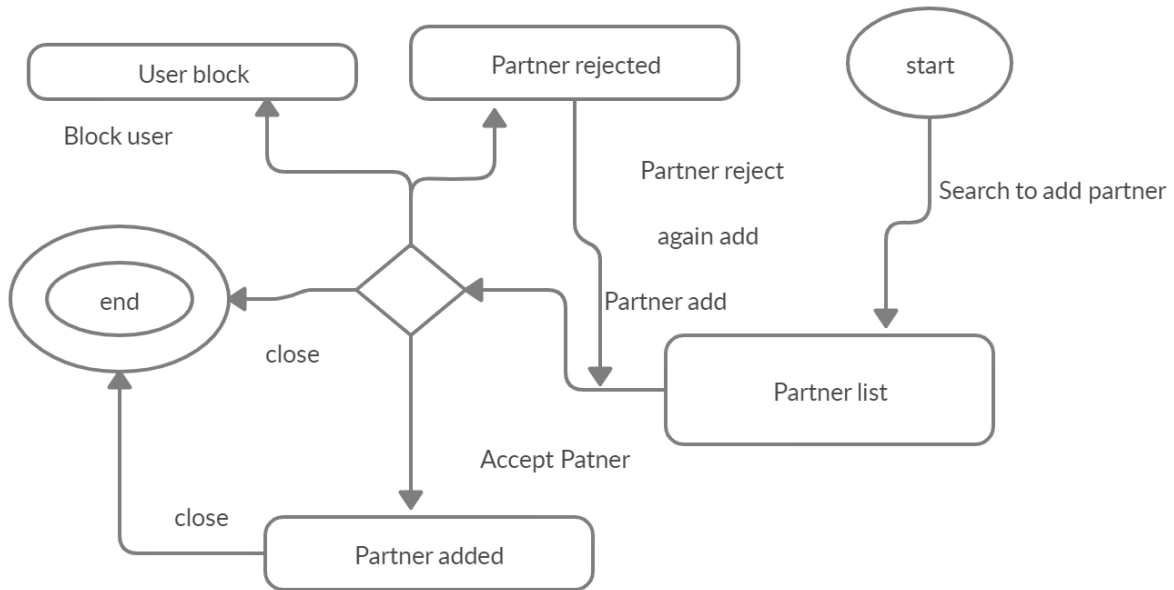 User block
Partner rejected
start
Block user
Partner reject
Search to add partner
again add
end
Partner add
close
Partner list
Accept Patner
close
Partner added